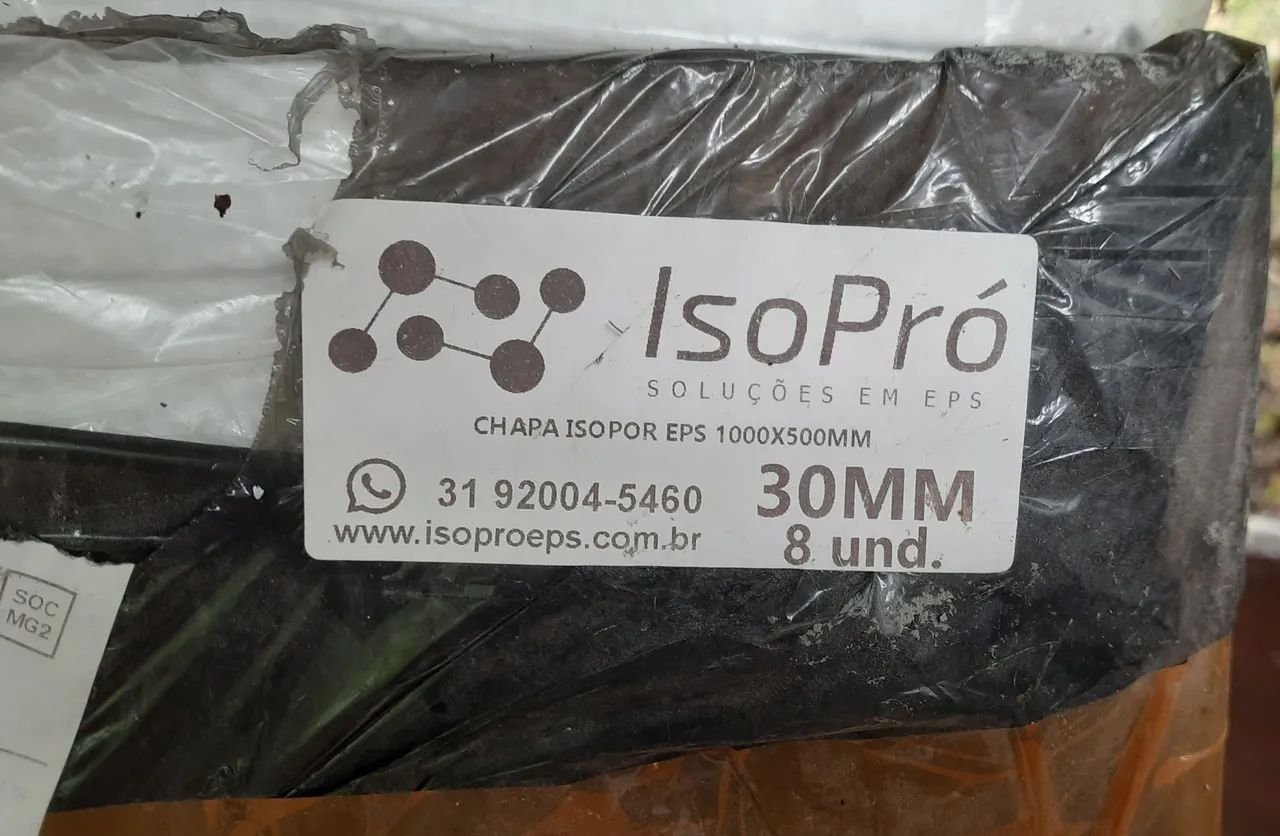 IsoPró
SOLUÇÕES EM EPS
CHAPA ISOPOR EPS 1000X500MM
31 92004-5460
30MM
www.isoproeps.com.br
8 und.
SOC
MG2